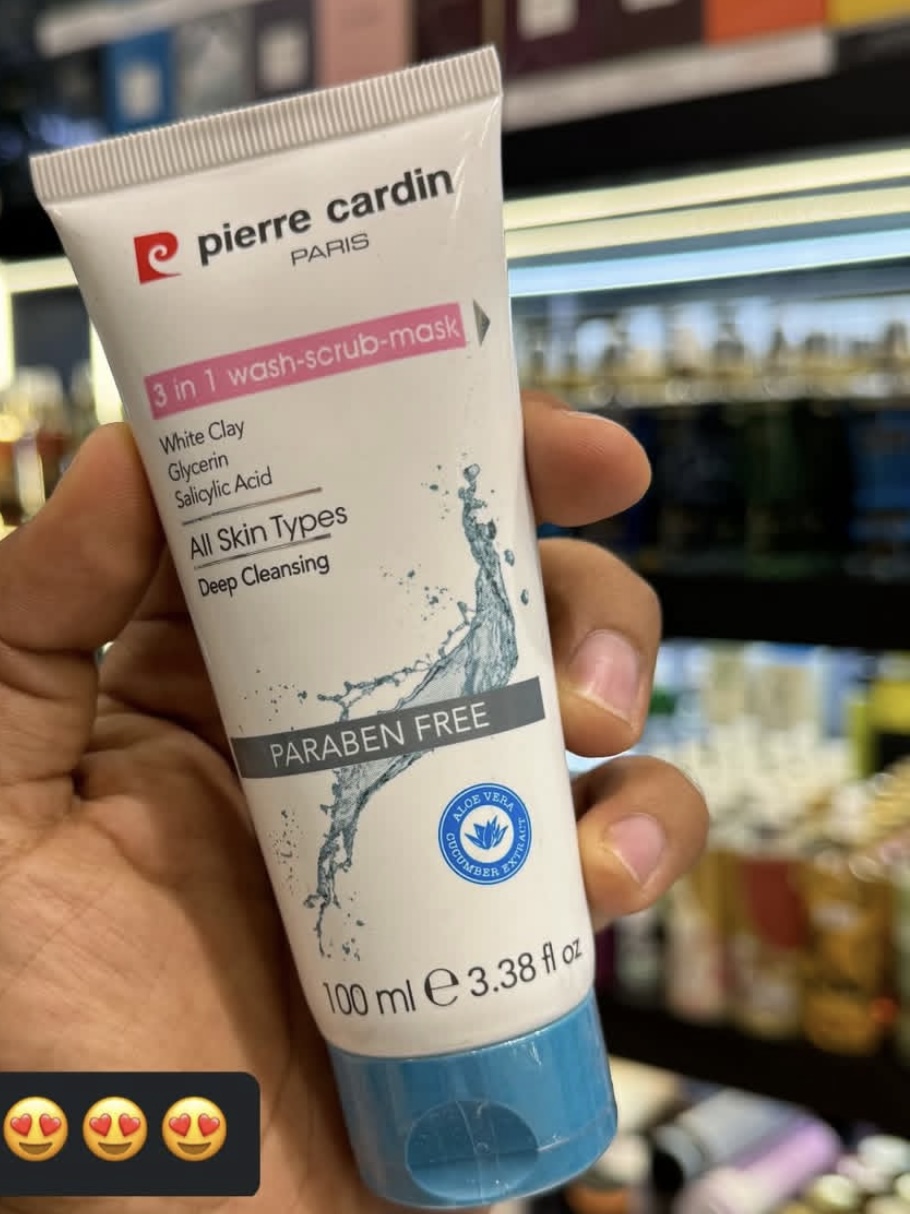 pierre cardin
PARIS
3 in 1 wash-scrub-mask
White Clay
Glycerin
Salicylic Acid
All Skin Types
Deep Cleansing
PARABEN FREE
ALOE VERA
CUCUMBER EXTRACT
100 ml e 3.38 fl oz